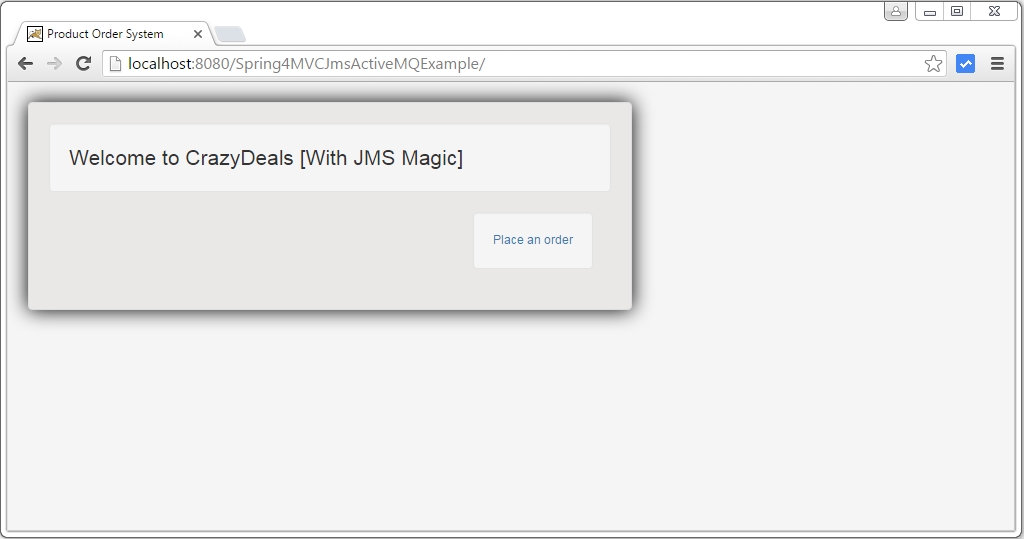 Product Order System
localhost:8080/Spring4MVCJmsActiveMQExample/
Welcome to CrazyDeals [With JMS Magic]
Place an order